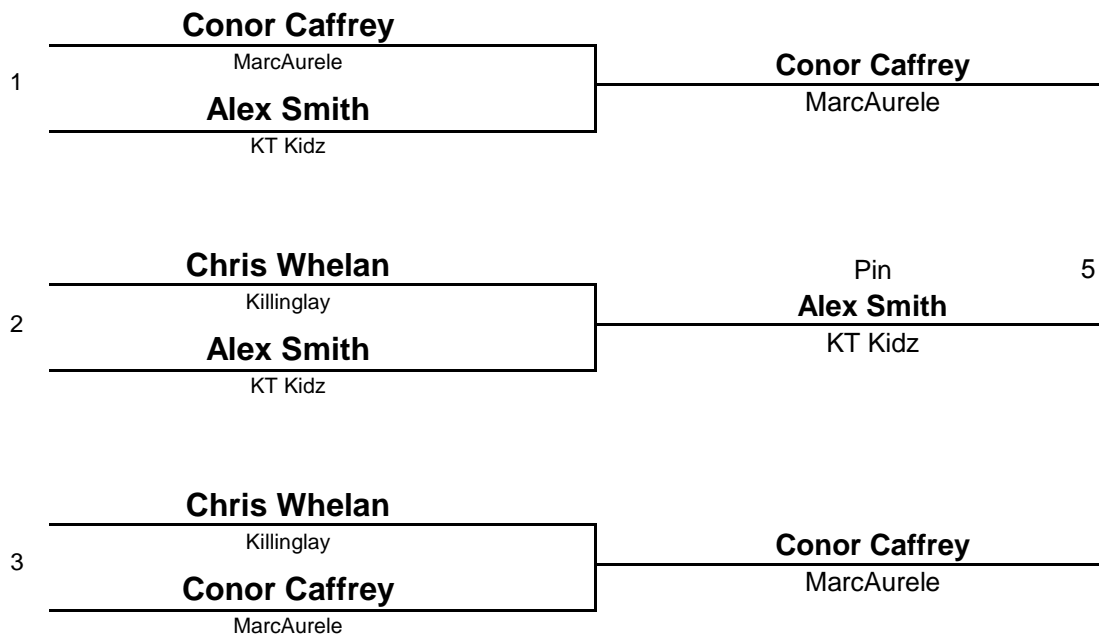 Conor Caffrey
MarcAurele
1
Conor Caffrey
MarcAurele
Alex Smith
KT Kidz
Chris Whelan
Killinglay
2
Pin 5
Alex Smith
KT Kidz
Alex Smith
KT Kidz
Chris Whelan
Killinglay
3
Conor Caffrey
MarcAurele
Conor Caffrey
MarcAurele